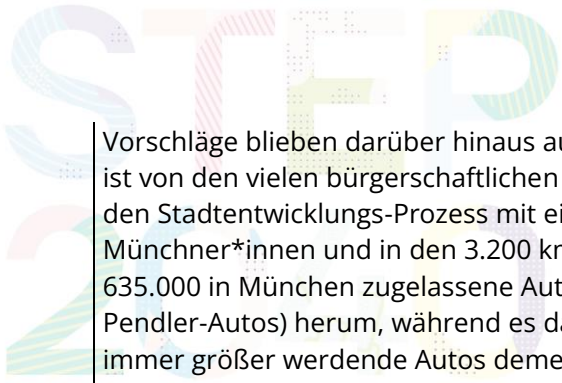 STEP
2040
Vorschläge blieben darüber hinaus au
ist von den vielen bürgerschaftlichen
den Stadtentwicklungs-Prozess mit ei
Münchner*innen und in den 3.200 kr
635.000 in München zugelassene Aut
Pendler-Autos) herum, während es da
immer größer werdende Autos deme